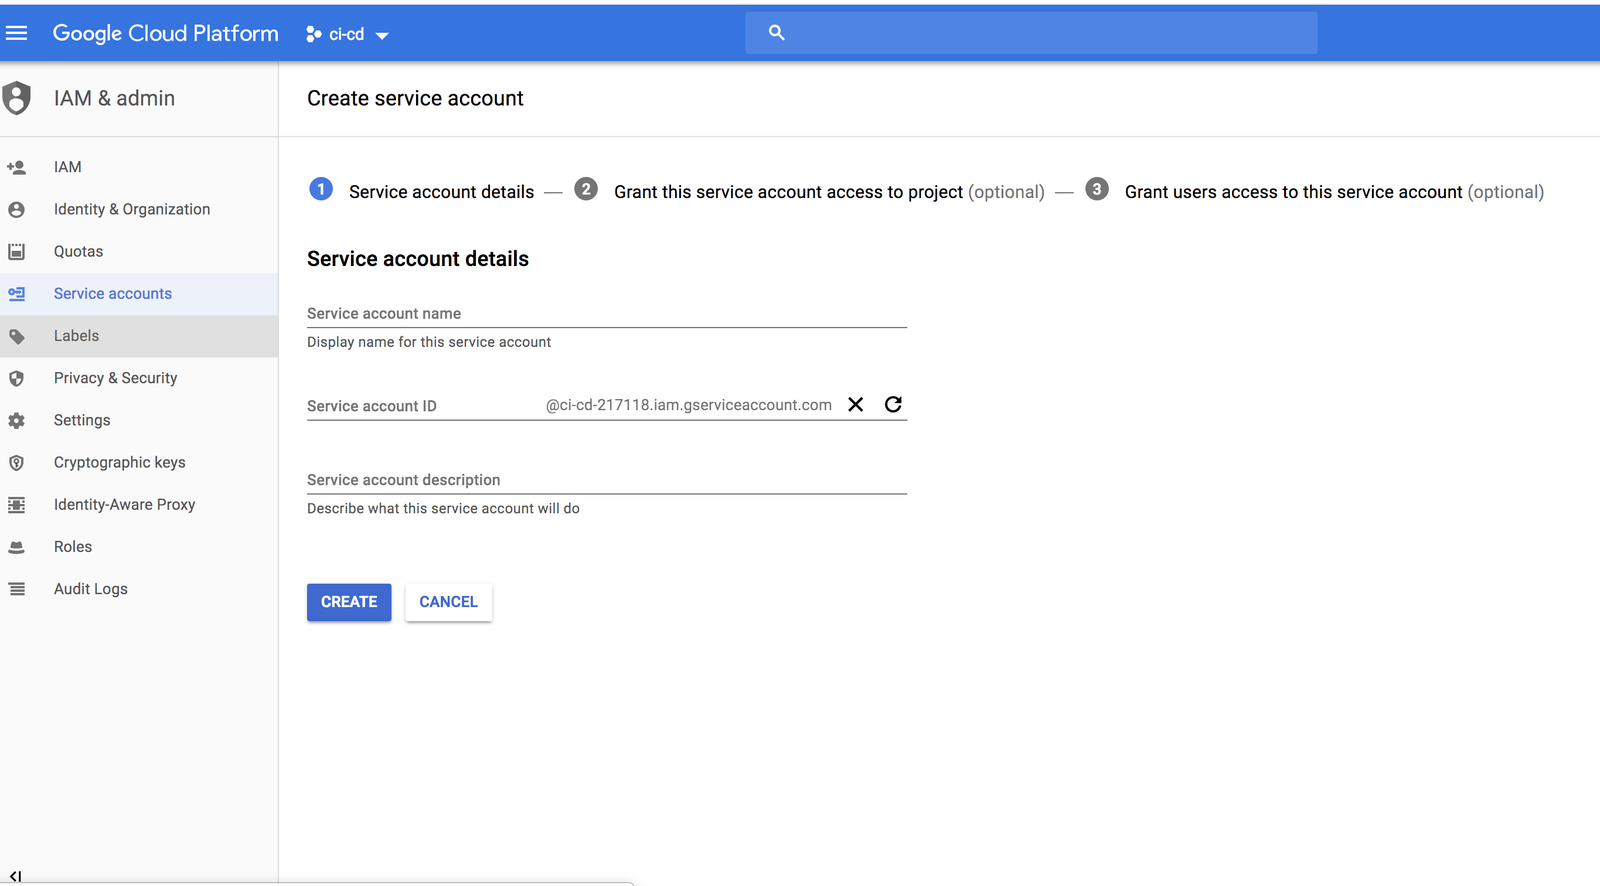 Google Cloud Platform ci-cd
IAM & admin
IAM
Identity & Organization
Quotas
Service accounts
Labels
Privacy & Security
Settings
Cryptographic keys
Identity-Aware Proxy
Roles
Audit Logs
Create service account
1 Service account details — 2 Grant this service account access to project (optional) — 3 Grant users access to this service account (optional)
Service account details
Service account name
Display name for this service account
Service account ID @ci-cd-217118.iam.gserviceaccount.com
Service account description
Describe what this service account will do
CREATE CANCEL